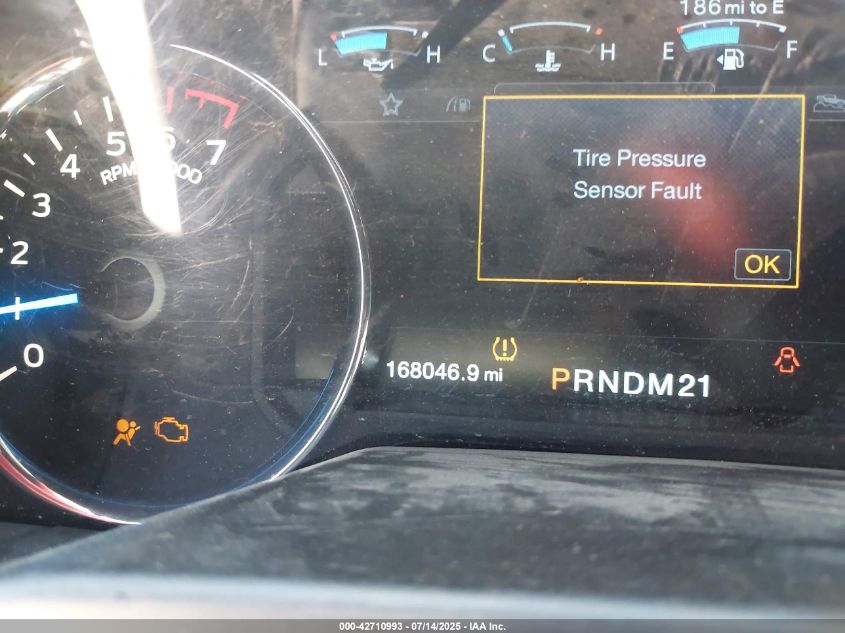 186 mi to E
L H
C H
E F
5 6 7
4
RPM
3
2
1
0
Tire Pressure
Sensor Fault
OK
168046.9 mi
PRNDM21
000-42710993 - 07/14/2025 - IAA Inc.